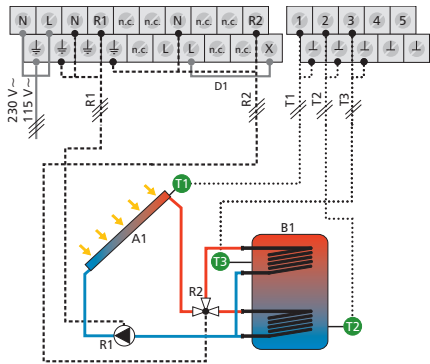 N L N R1 n.c. n.c. N n.c. n.c. R2
n.c. n.c. L L n.c. n.c. X
1 2 3 4 5
D1
230 V~
115 V~
R1
R2
T1
T2
T3
T1
A1
B1
T3
R2
T2
R1